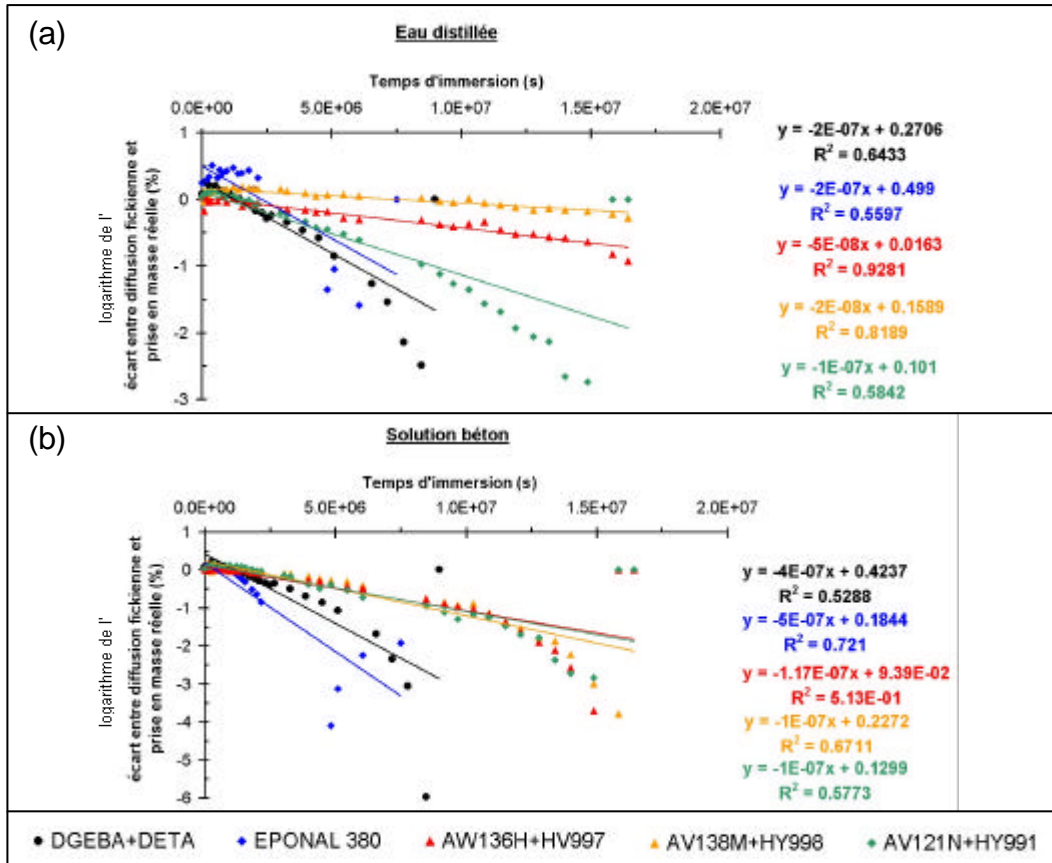 (a)
Eau distillée
Temps d'immersion (s)
0.0E+00 5.0E+06 1.0E+07 1.5E+07 2.0E+07
1
0
-1
-2
-3
logarithme de l'
écart entre diffusion fickienne et
prise en masse réelle (%)
y = -2E-07x + 0.2706
R² = 0.6433
y = -2E-07x + 0.499
R² = 0.5597
y = -5E-08x + 0.0163
R² = 0.9281
y = -2E-08x + 0.1589
R² = 0.8189
y = -1E-07x + 0.101
R² = 0.5842
(b)
Solution béton
Temps d'immersion (s)
0.0E+00 5.0E+06 1.0E+07 1.5E+07 2.0E+07
1
0
-1
-2
-3
-4
-5
-6
logarithme de l'
écart entre diffusion fickienne et
prise en masse réelle (%)
y = -4E-07x + 0.4237
R² = 0.5288
y = -5E-07x + 0.1844
R² = 0.721
y = -1.17E-07x + 9.39E-02
R² = 5.13E-01
y = -1E-07x + 0.2272
R² = 0.6711
y = -1E-07x + 0.1299
R² = 0.5773
DGEBA+DETA EPONAL 380 AW136H+HV997 AV138M+HY998 AV121N+HY991